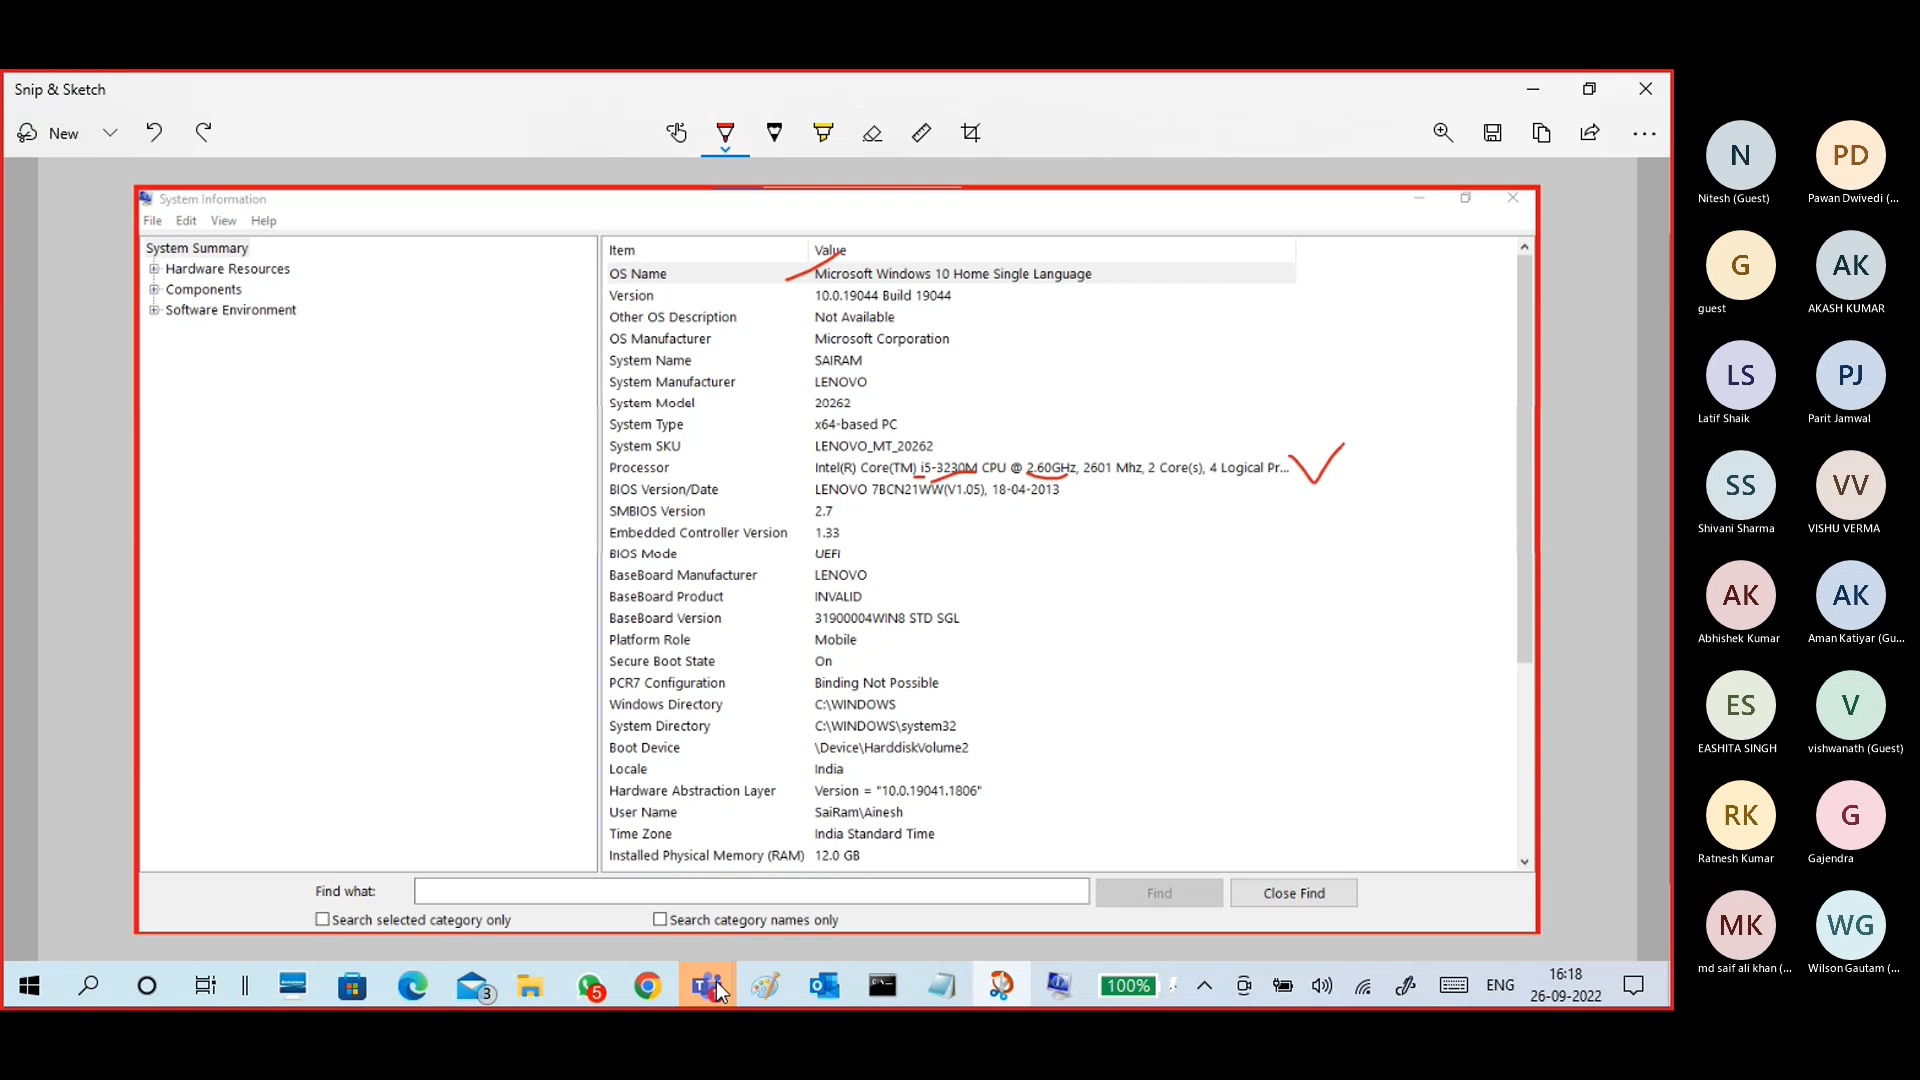 Snip & Sketch
New
System Information
File Edit View Help
System Summary
Hardware Resources
Components
Software Environment
Item Value
OS Name Microsoft Windows 10 Home Single Language
Version 10.0.19044 Build 19044
Other OS Description Not Available
OS Manufacturer Microsoft Corporation
System Name SAIRAM
System Manufacturer LENOVO
System Model 20262
System Type x64-based PC
System SKU LENOVO_MT_20262
Processor Intel(R) Core(TM) i5-3230M CPU @ 2.60GHz, 2601 Mhz, 2 Core(s), 4 Logical Pr...
BIOS Version/Date LENOVO 7BCN21WW(V1.05), 18-04-2013
SMBIOS Version 2.7
Embedded Controller Version 1.33
BIOS Mode UEFI
BaseBoard Manufacturer LENOVO
BaseBoard Product INVALID
BaseBoard Version 31900004WIN8 STD SGL
Platform Role Mobile
Secure Boot State On
PCR7 Configuration Binding Not Possible
Windows Directory C:\WINDOWS
System Directory C:\WINDOWS\system32
Boot Device \Device\HarddiskVolume2
Locale India
Hardware Abstraction Layer Version = "10.0.19041.1806"
User Name SaiRam\Ainesh
Time Zone India Standard Time
Installed Physical Memory (RAM) 12.0 GB
Find what: Find Close Find
Search selected category only Search category names only
3 5 100% ENG 16:18
26-09-2022
N PD
Nitesh (Guest) Pawan Dwivedi (...
G AK
guest AKASH KUMAR
LS PJ
Latif Shaik Parit Jamwal
SS VV
Shivani Sharma VISHU VERMA
AK AK
Abhishek Kumar Aman Katiyar (Gu...
ES V
EASHITA SINGH vishwanath (Guest)
RK G
Ratnesh Kumar Gajendra
MK WG
md saif ali khan (... Wilson Gautam (...